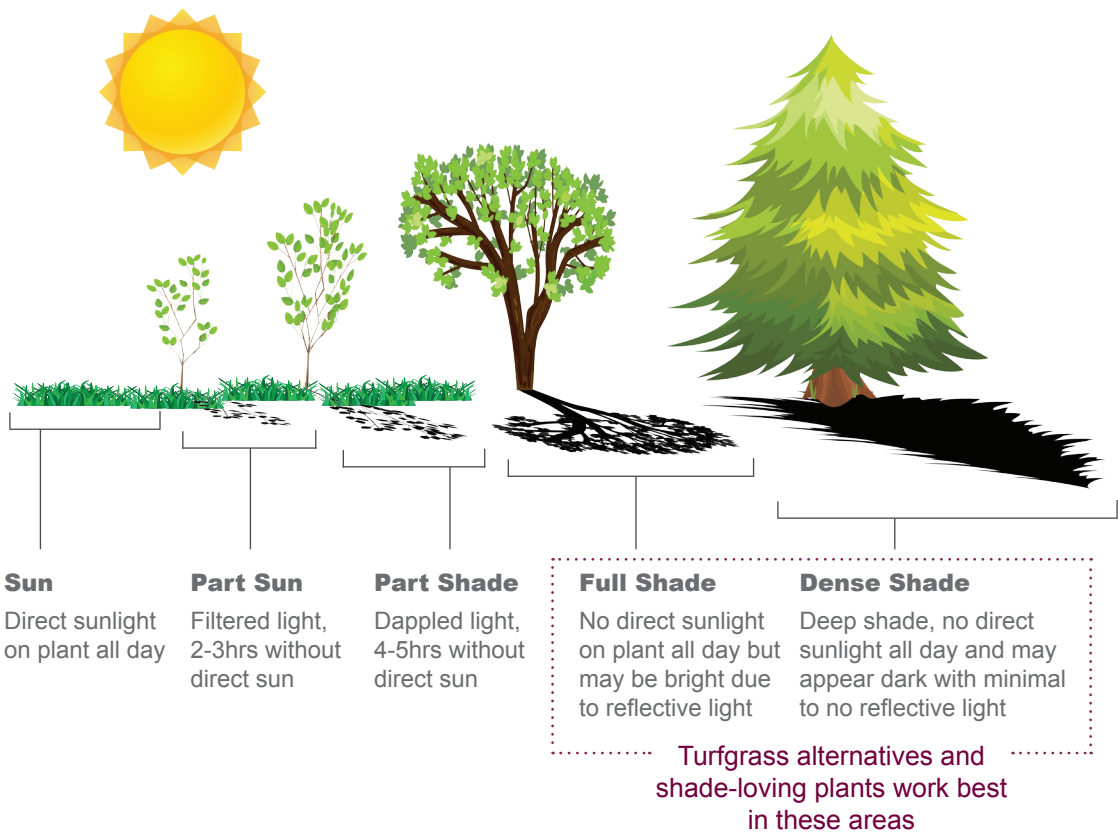 Sun
Direct sunlight
on plant all day
Part Sun
Filtered light,
2-3hrs without
direct sun
Part Shade
Dappled light,
4-5hrs without
direct sun
Full Shade
No direct sunlight
on plant all day but
may be bright due
to reflective light
Dense Shade
Deep shade, no direct
sunlight all day and may
appear dark with minimal
to no reflective light
Turfgrass alternatives and
shade-loving plants work best
in these areas